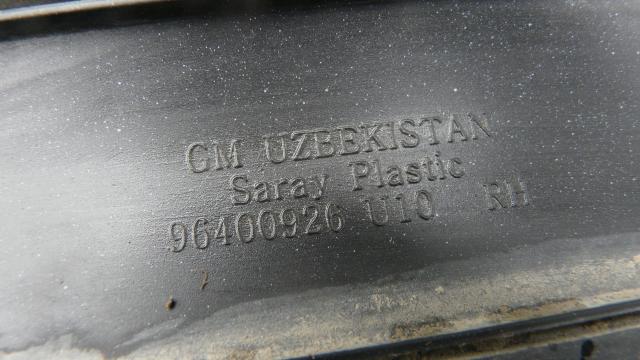 GM UZBEKISTAN
Saray Plastic
96400926 U10 RH